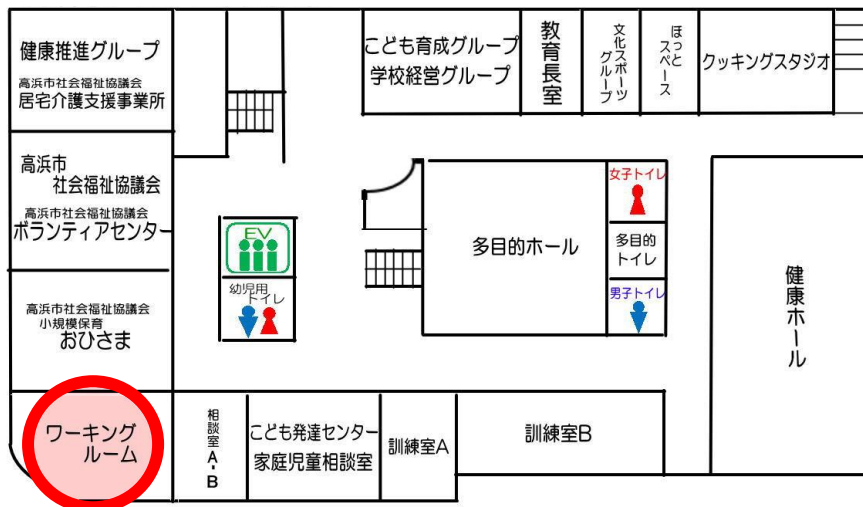 健康推進グループ
高浜市社会福祉協議会
居宅介護支援事業所
こども育成グループ
学校経営グループ
教育長室
文化スポーツ
グループ
ほっと
スペース
クッキングスタジオ
高浜市
社会福祉協議会
高浜市社会福祉協議会
ボランティアセンター
EV
幼児用
トイレ
多目的ホール
女子トイレ
多目的
トイレ
男子トイレ
健康ホール
高浜市社会福祉協議会
小規模保育
おひさま
ワーキング
ルーム
相談室A・B
こども発達センター
家庭児童相談室
訓練室A
訓練室B